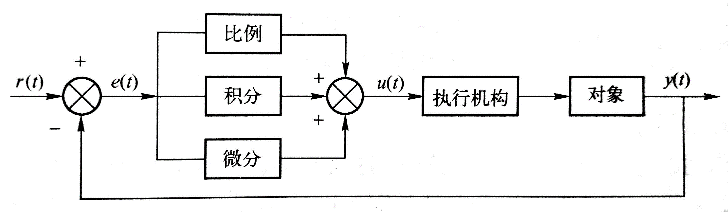 比例
+
+
r(t)
e(t)
+
积分
u(t)
执行机构
对象
y(t)
+
−
微分